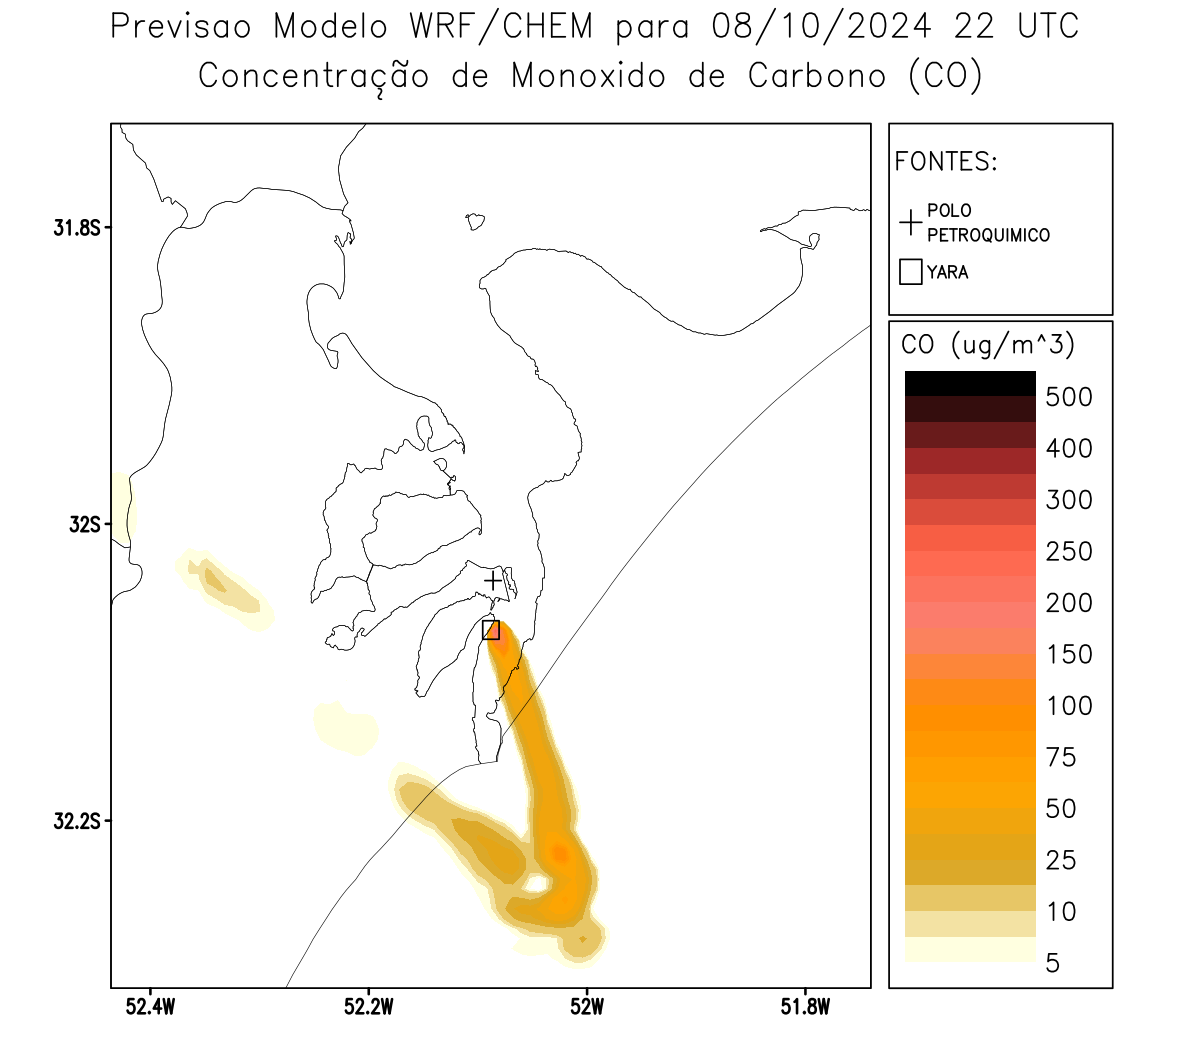 Previsao Modelo WRF/CHEM para 08/10/2024 22 UTC
Concentração de Monoxido de Carbono (CO)
FONTES:
POLO
PETROQUIMICO
YARA
CO (ug/m^3)
500
400
300
250
200
150
100
75
50
25
10
5
31.8S
32S
32.2S
52.4W
52.2W
52W
51.8W